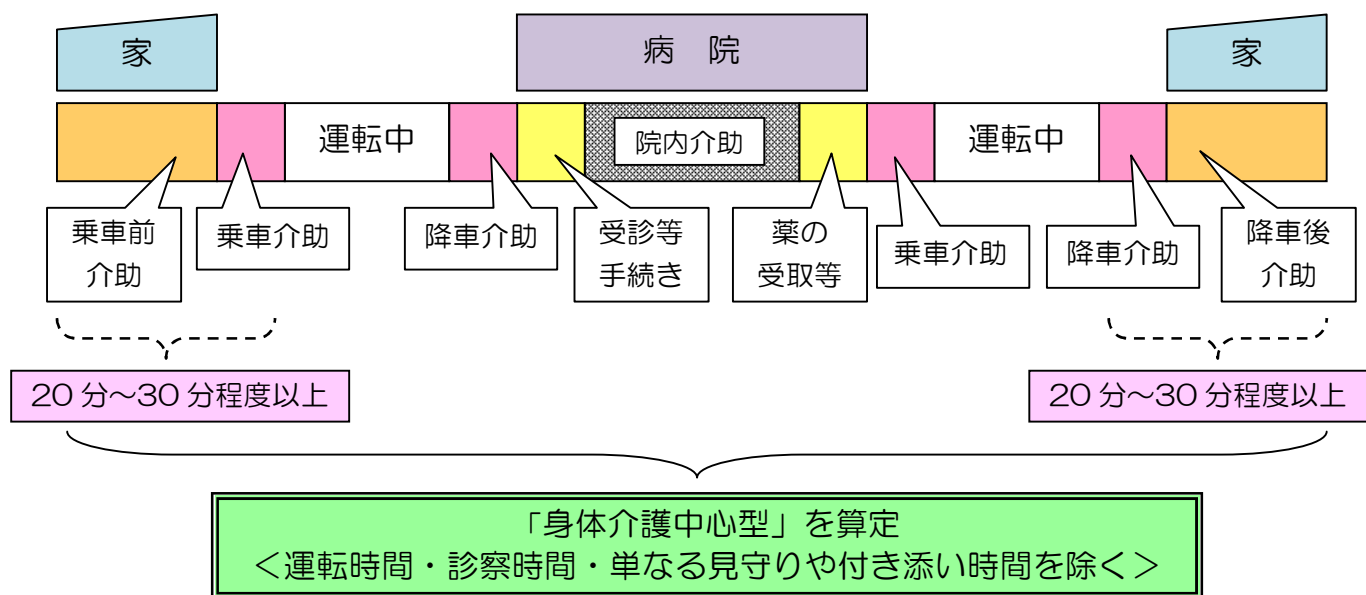 家
病 院
家
運転中
院内介助
運転中
乗車前
介助
乗車介助
降車介助
受診等
手続き
薬の
受取等
乗車介助
降車介助
降車後
介助
20 分～30 分程度以上
20 分～30 分程度以上
「身体介護中心型」を算定
＜運転時間・診察時間・単なる見守りや付き添い時間を除く＞